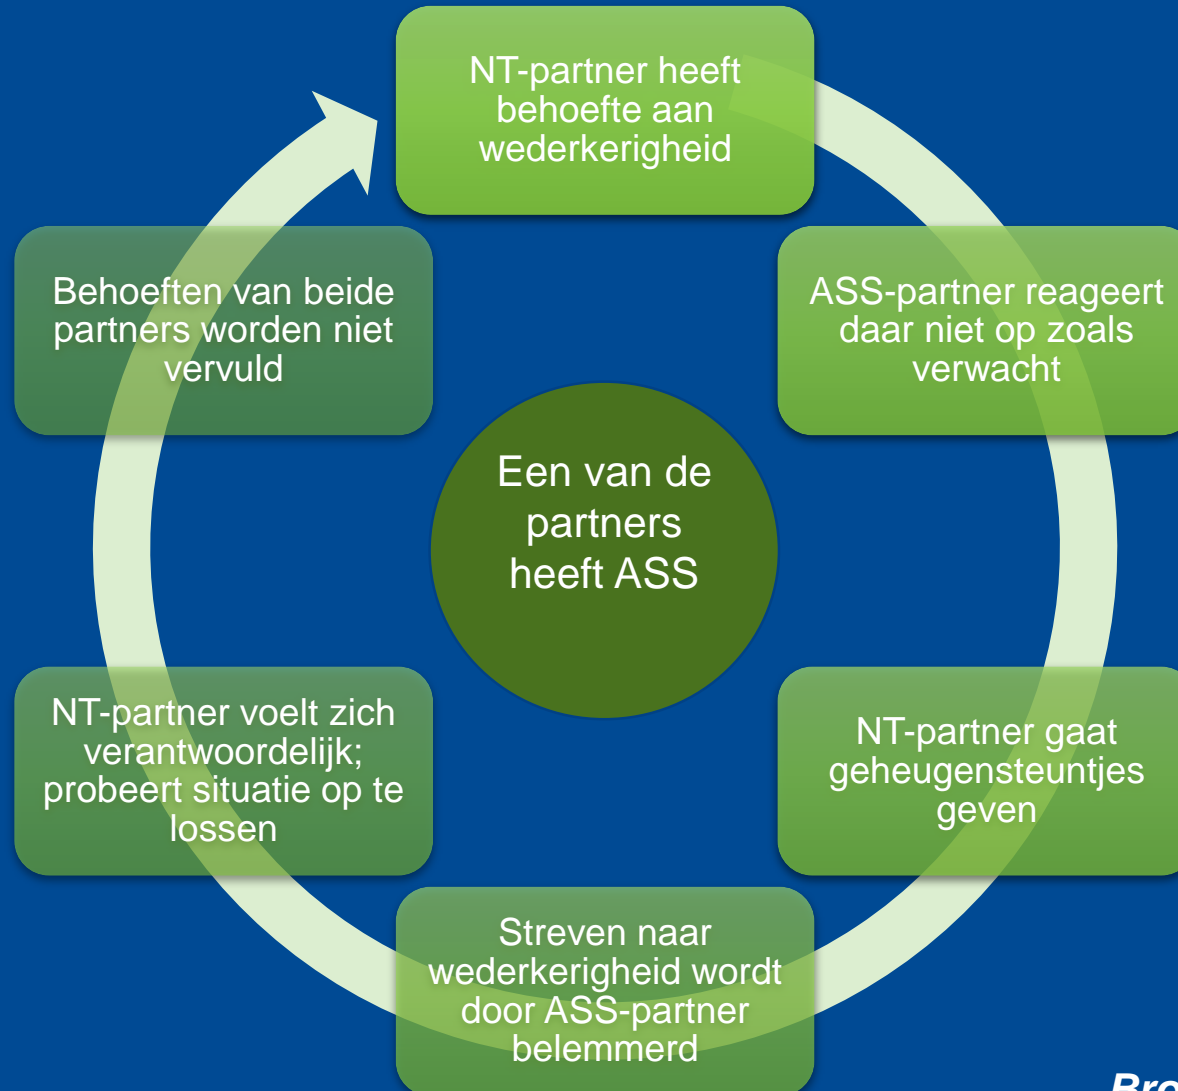 NT-partner heeft
behoefte aan
wederkerigheid
ASS-partner reageert
daar niet op zoals
verwacht
NT-partner gaat
geheugensteuntjes
geven
Streven naar
wederkerigheid wordt
door ASS-partner
belemmerd
NT-partner voelt zich
verantwoordelijk;
probeert situatie op te
lossen
Behoeften van beide
partners worden niet
vervuld
Een van de
partners
heeft ASS